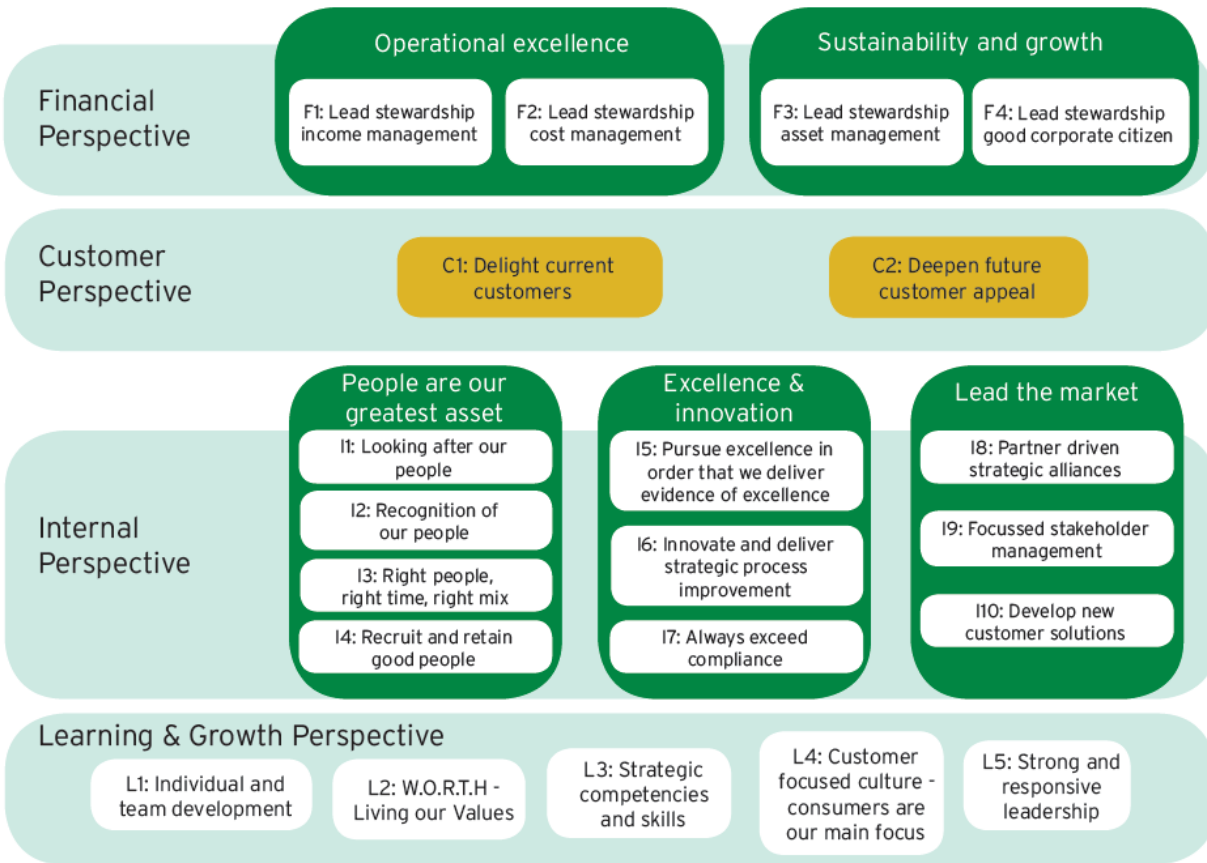 Operational excellence
Sustainability and growth
Financial
Perspective
F1: Lead stewardship
income management
F2: Lead stewardship
cost management
F3: Lead stewardship
asset management
F4: Lead stewardship
good corporate citizen
Customer
Perspective
C1: Delight current
customers
C2: Deepen future
customer appeal
Internal
Perspective
People are our
greatest asset
I1: Looking after our
people
I2: Recognition of
our people
I3: Right people,
right time, right mix
I4: Recruit and retain
good people
Excellence &
innovation
I5: Pursue excellence in
order that we deliver
evidence of excellence
I6: Innovate and deliver
strategic process
improvement
I7: Always exceed
compliance
Lead the market
I8: Partner driven
strategic alliances
I9: Focussed stakeholder
management
I10: Develop new
customer solutions
Learning & Growth Perspective
L1: Individual and
team development
L2: W.O.R.T.H -
Living our Values
L3: Strategic
competencies
and skills
L4: Customer
focused culture -
consumers are
our main focus
L5: Strong and
responsive
leadership